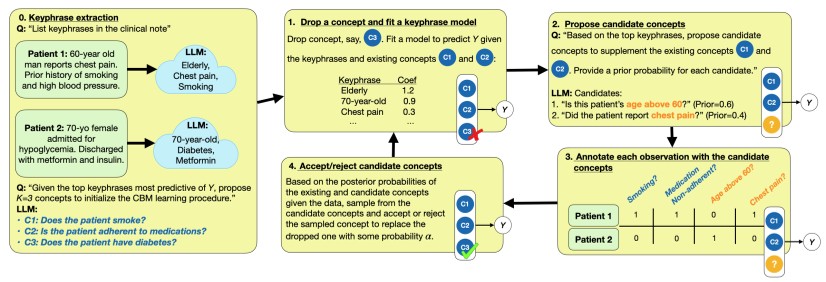 0. Keyphrase extraction
Q: "List keyphrases in the clinical note"
Patient 1: 60-year old
man reports chest pain.
Prior history of smoking
and high blood pressure.
LLM:
Elderly,
Chest pain,
Smoking
Patient 2: 70-yo female
admitted for
hypoglycemia. Discharged
with metformin and insulin.
LLM:
70-year-old,
Diabetes,
Metformin
Q: "Given the top keyphrases most predictive of Y, propose
K=3 concepts to initialize the CBM learning procedure."
LLM:
• C1: Does the patient smoke?
• C2: Is the patient adherent to medications?
• C3: Does the patient have diabetes?
1. Drop a concept and fit a keyphrase model
Drop concept, say, C3. Fit a model to predict Y given
the keyphrases and existing concepts C1 and C2:
Keyphrase Coef
Elderly 1.2
70-year-old 0.9
Chest pain 0.3
... ...
C1
C2
C3
Y
2. Propose candidate concepts
Q: "Based on the top keyphrases, propose candidate
concepts to supplement the existing concepts C1 and
C2. Provide a prior probability for each candidate."
LLM: Candidates:
1. "Is this patient's age above 60?" (Prior=0.6)
2. "Did the patient report chest pain?" (Prior=0.4)
C1
C2
?
Y
3. Annotate each observation with the candidate
concepts
Smoking?
Medication
Non-adherent?
Age above 60?
Chest pain?
Patient 1 1 1 0 1
Patient 2 0 0 1 0
C1
C2
?
Y
4. Accept/reject candidate concepts
Based on the posterior probabilities of
the existing and candidate concepts
given the data, sample from the
candidate concepts and accept or reject
the sampled concept to replace the
dropped one with some probability α.
C1
C2
C3
Y